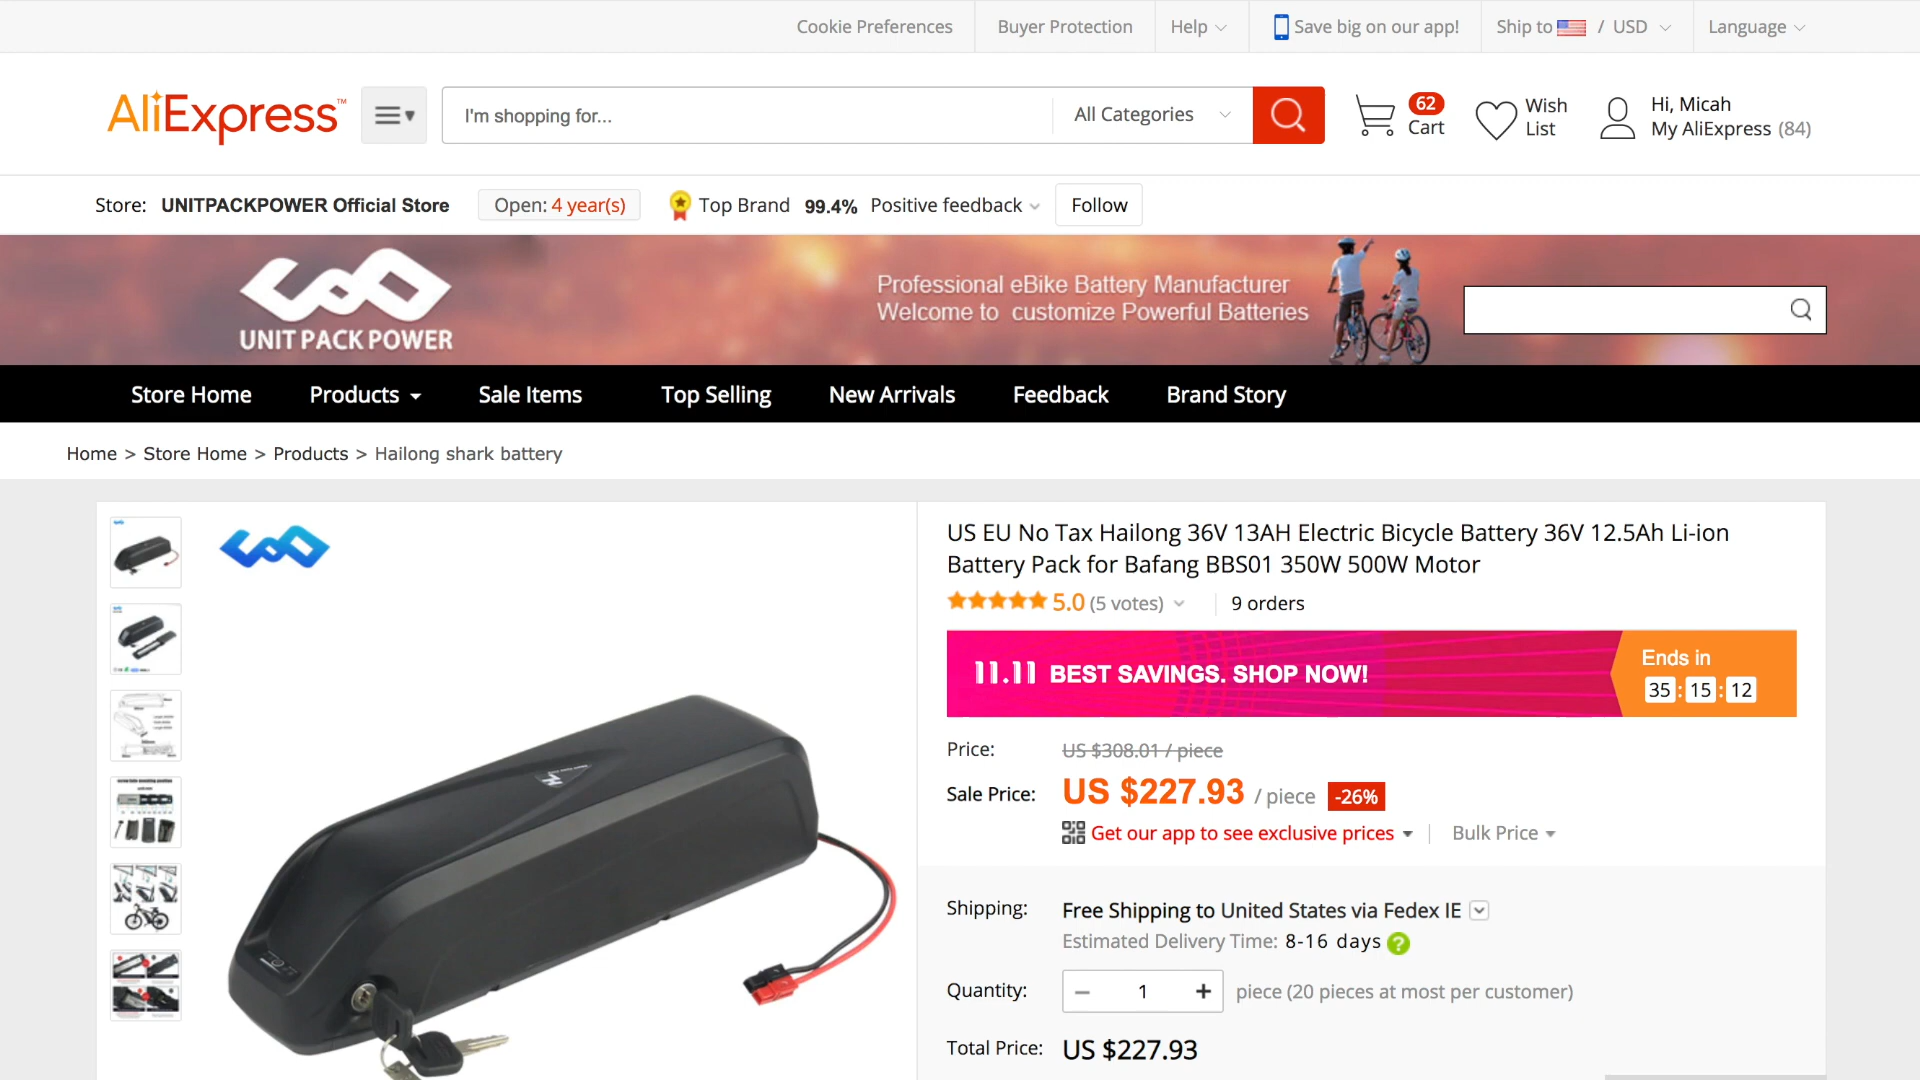 Cookie Preferences
Buyer Protection
Help
Save big on our app!
Ship to / USD
Language
AliExpress™
I'm shopping for...
All Categories
62
Cart
Wish
List
Hi, Micah
My AliExpress (84)
Store: UNITPACKPOWER Official Store
Open: 4 year(s)
Top Brand 99.4% Positive feedback
Follow
UNIT PACK POWER
Professional eBike Battery Manufacturer
Welcome to customize Powerful Batteries
Store Home
Products
Sale Items
Top Selling
New Arrivals
Feedback
Brand Story
Home > Store Home > Products > Hailong shark battery
US EU No Tax Hailong 36V 13AH Electric Bicycle Battery 36V 12.5Ah Li-ion
Battery Pack for Bafang BBS01 350W 500W Motor
5.0 (5 votes)
9 orders
11.11 BEST SAVINGS. SHOP NOW!
Ends in
35 : 15 : 12
Price: US $308.01 / piece
Sale Price: US $227.93 / piece -26%
Get our app to see exclusive prices
Bulk Price
Shipping: Free Shipping to United States via Fedex IE
Estimated Delivery Time: 8-16 days ?
Quantity: − 1 + piece (20 pieces at most per customer)
Total Price: US $227.93